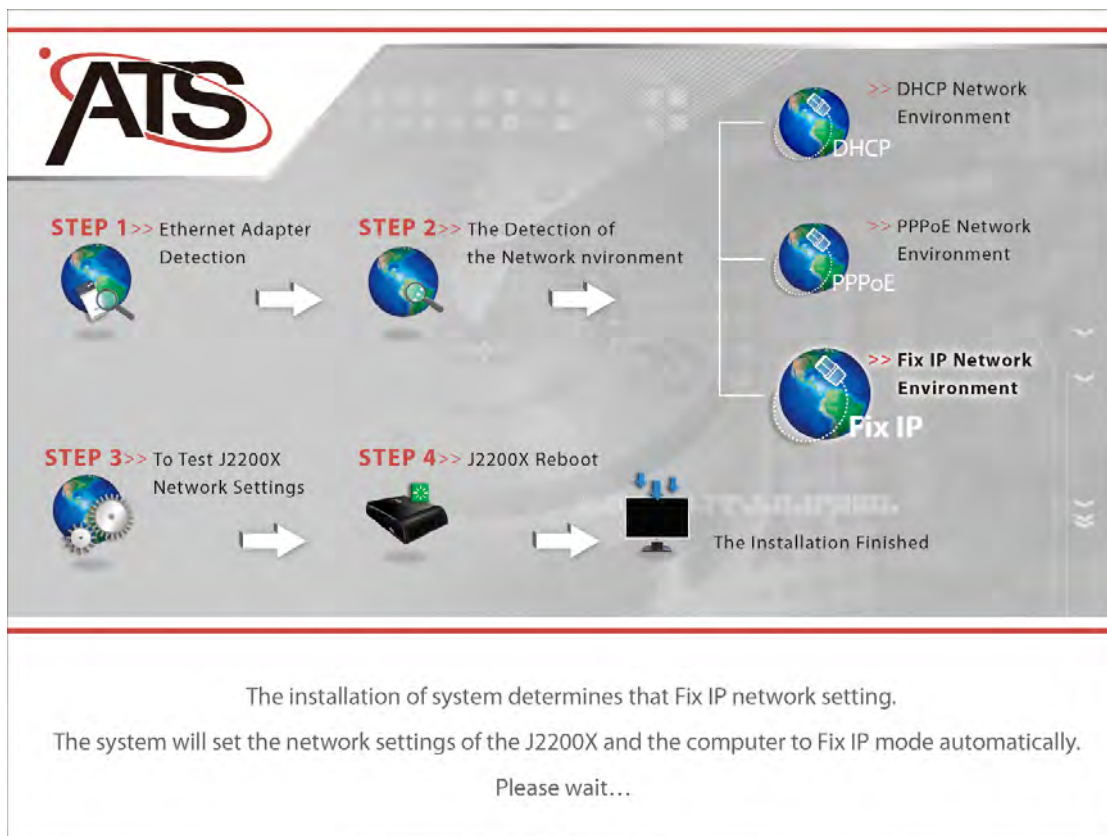 ATS
>> DHCP Network
Environment
DHCP
STEP 1>> Ethernet Adapter
Detection
STEP 2>> The Detection of
the Network nvironment
>> PPPoE Network
Environment
PPPoE
>> Fix IP Network
Environment
Fix IP
STEP 3>> To Test J2200X
Network Settings
STEP 4>> J2200X Reboot
The Installation Finished
The installation of system determines that Fix IP network setting.
The system will set the network settings of the J2200X and the computer to Fix IP mode automatically.
Please wait...